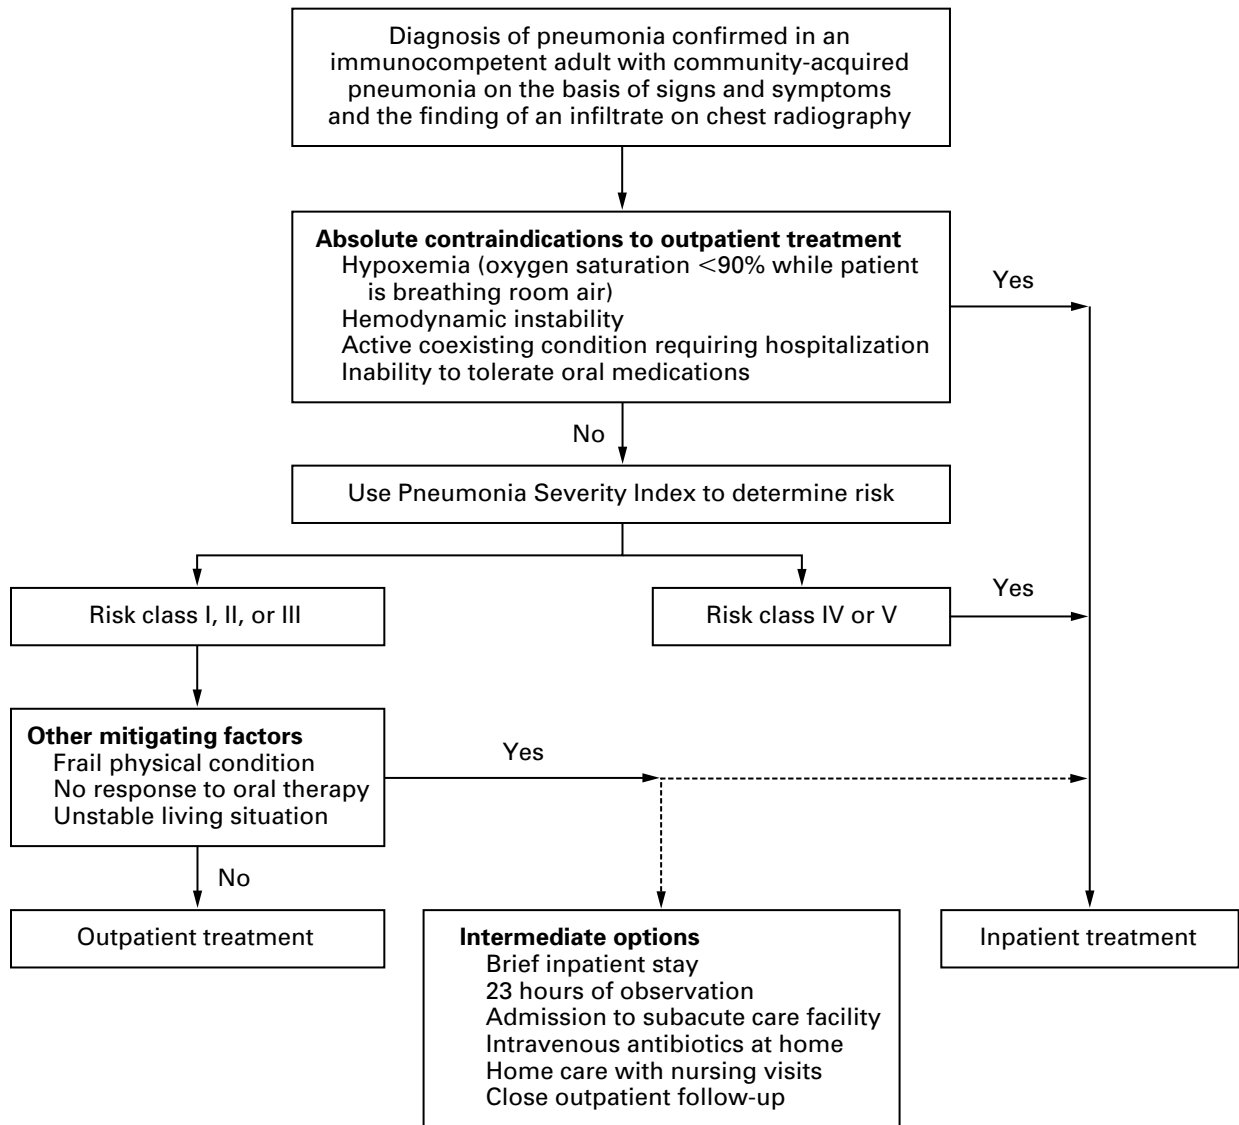 Diagnosis of pneumonia confirmed in an
immunocompetent adult with community-acquired
pneumonia on the basis of signs and symptoms
and the finding of an infiltrate on chest radiography
Absolute contraindications to outpatient treatment
Hypoxemia (oxygen saturation <90% while patient
is breathing room air)
Hemodynamic instability
Active coexisting condition requiring hospitalization
Inability to tolerate oral medications
Yes
No
Use Pneumonia Severity Index to determine risk
Risk class I, II, or III
Risk class IV or V
Yes
Other mitigating factors
Frail physical condition
No response to oral therapy
Unstable living situation
Yes
No
Outpatient treatment
Intermediate options
Brief inpatient stay
23 hours of observation
Admission to subacute care facility
Intravenous antibiotics at home
Home care with nursing visits
Close outpatient follow-up
Inpatient treatment